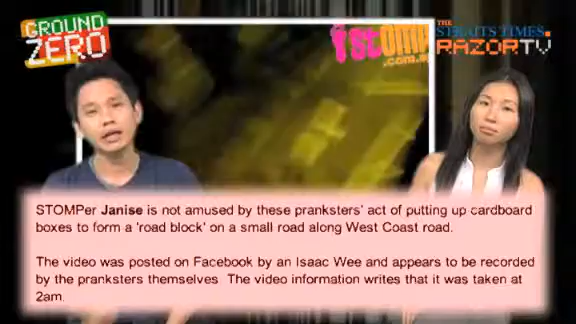 GROUND
ZERO
stomp
.com.sg
THE
STRAITS TIMES
RAZORTV
STOMPer Janise is not amused by these pranksters' act of putting up cardboard
boxes to form a 'road block' on a small road along West Coast road.
The video was posted on Facebook by an Isaac Wee and appears to be recorded
by the pranksters themselves. The video information writes that it was taken at
2am.